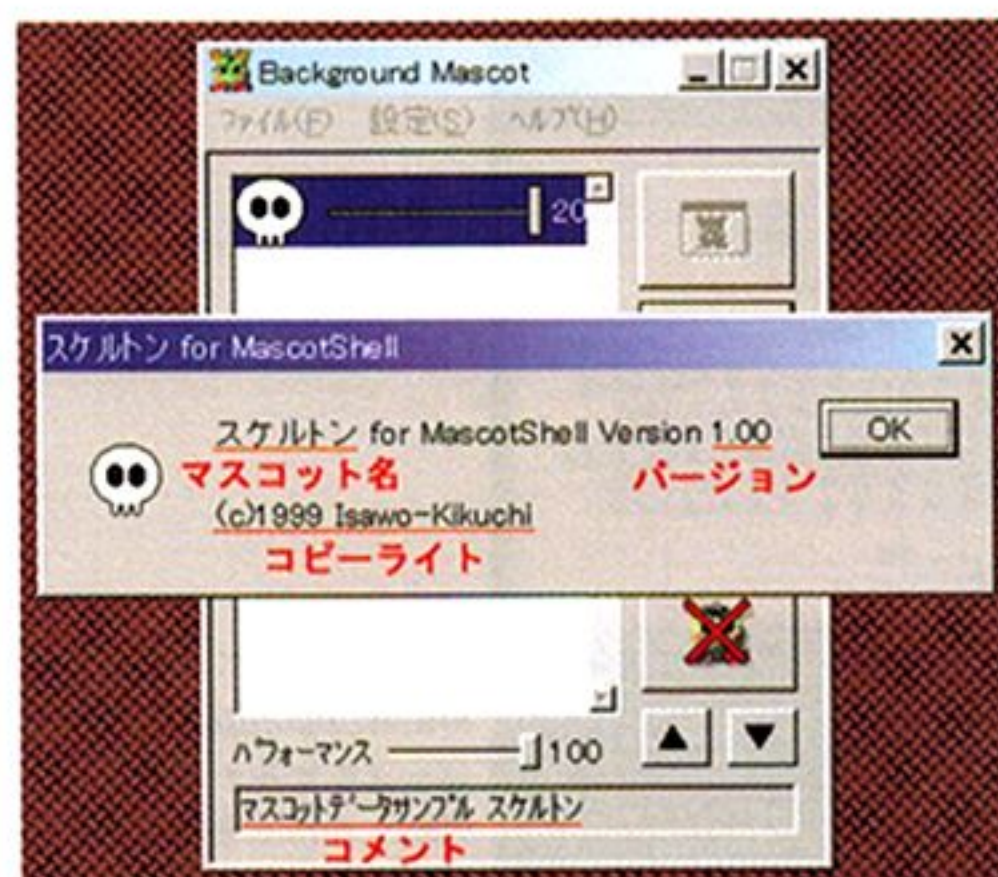 Background Mascot
ファイル(F) 設定(S) ヘルプ(H)
20
スケルトン for MascotShell
スケルトン for MascotShell Version 1.00
OK
マスコット名 バージョン
(c)1999 Isawo-Kikuchi
コピーライト
パフォーマンス 100
マスコットデータサンプル スケルトン
コメント